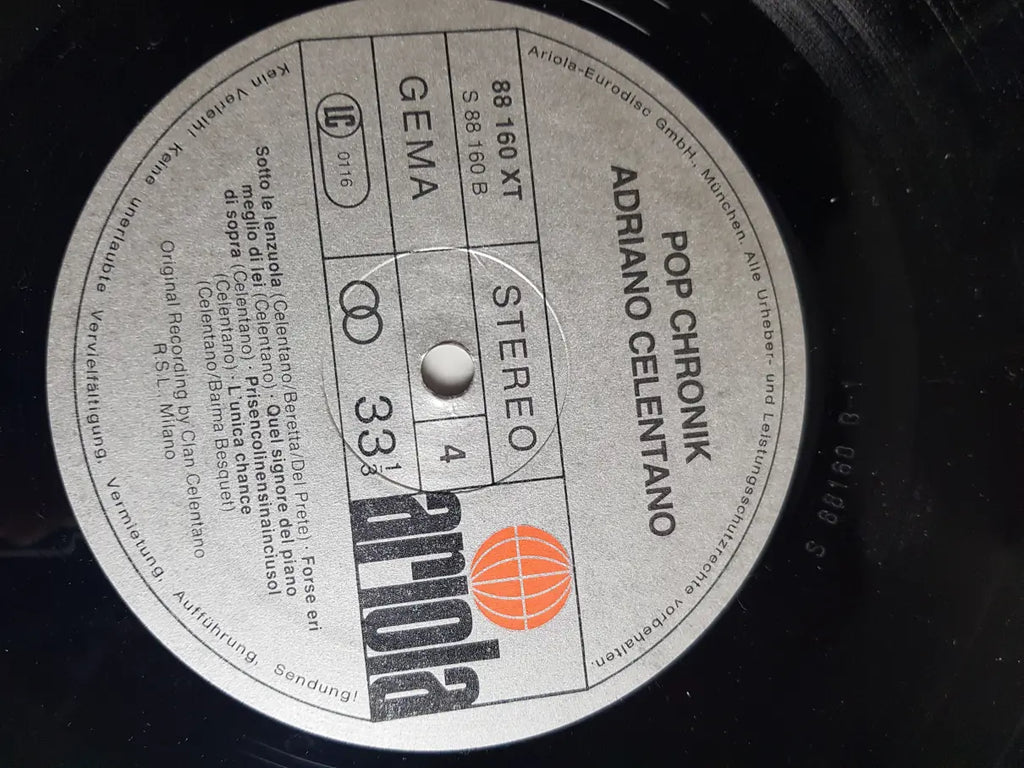 Ariola-Eurodisc GmbH, München. Alle Urheber- und Leistungsschutzrechte vorbehalten.
POP CHRONIK
ADRIANO CELENTANO
88 160 XT
S 88 160 B
STEREO
GEMA
4
LC 0116
33 1/3
ariola
Sotto le lenzuola (Celentano/Beretta/Del Prete) · Forse eri
meglio di lei (Celentano) · Quel signore del piano
di sopra (Celentano) · Prisencolinensinainciusol
(Celentano) · L'unica chance
(Celentano/Balma Besquet)
Original Recording by Clan Celentano
R.S.L. Milano
Kein Verleih! Keine unerlaubte Vervielfältigung, Vermietung, Aufführung, Sendung!
S 88160 B-1